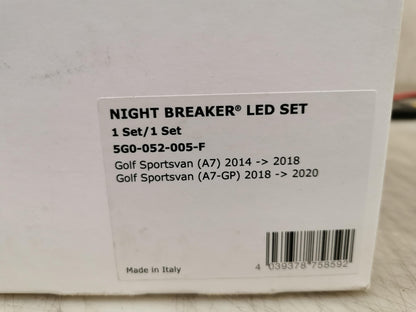 NIGHT BREAKER® LED SET
1 Set/1 Set
5G0-052-005-F
Golf Sportsvan (A7) 2014 -> 2018
Golf Sportsvan (A7-GP) 2018 -> 2020
Made in Italy
4 039378 758592